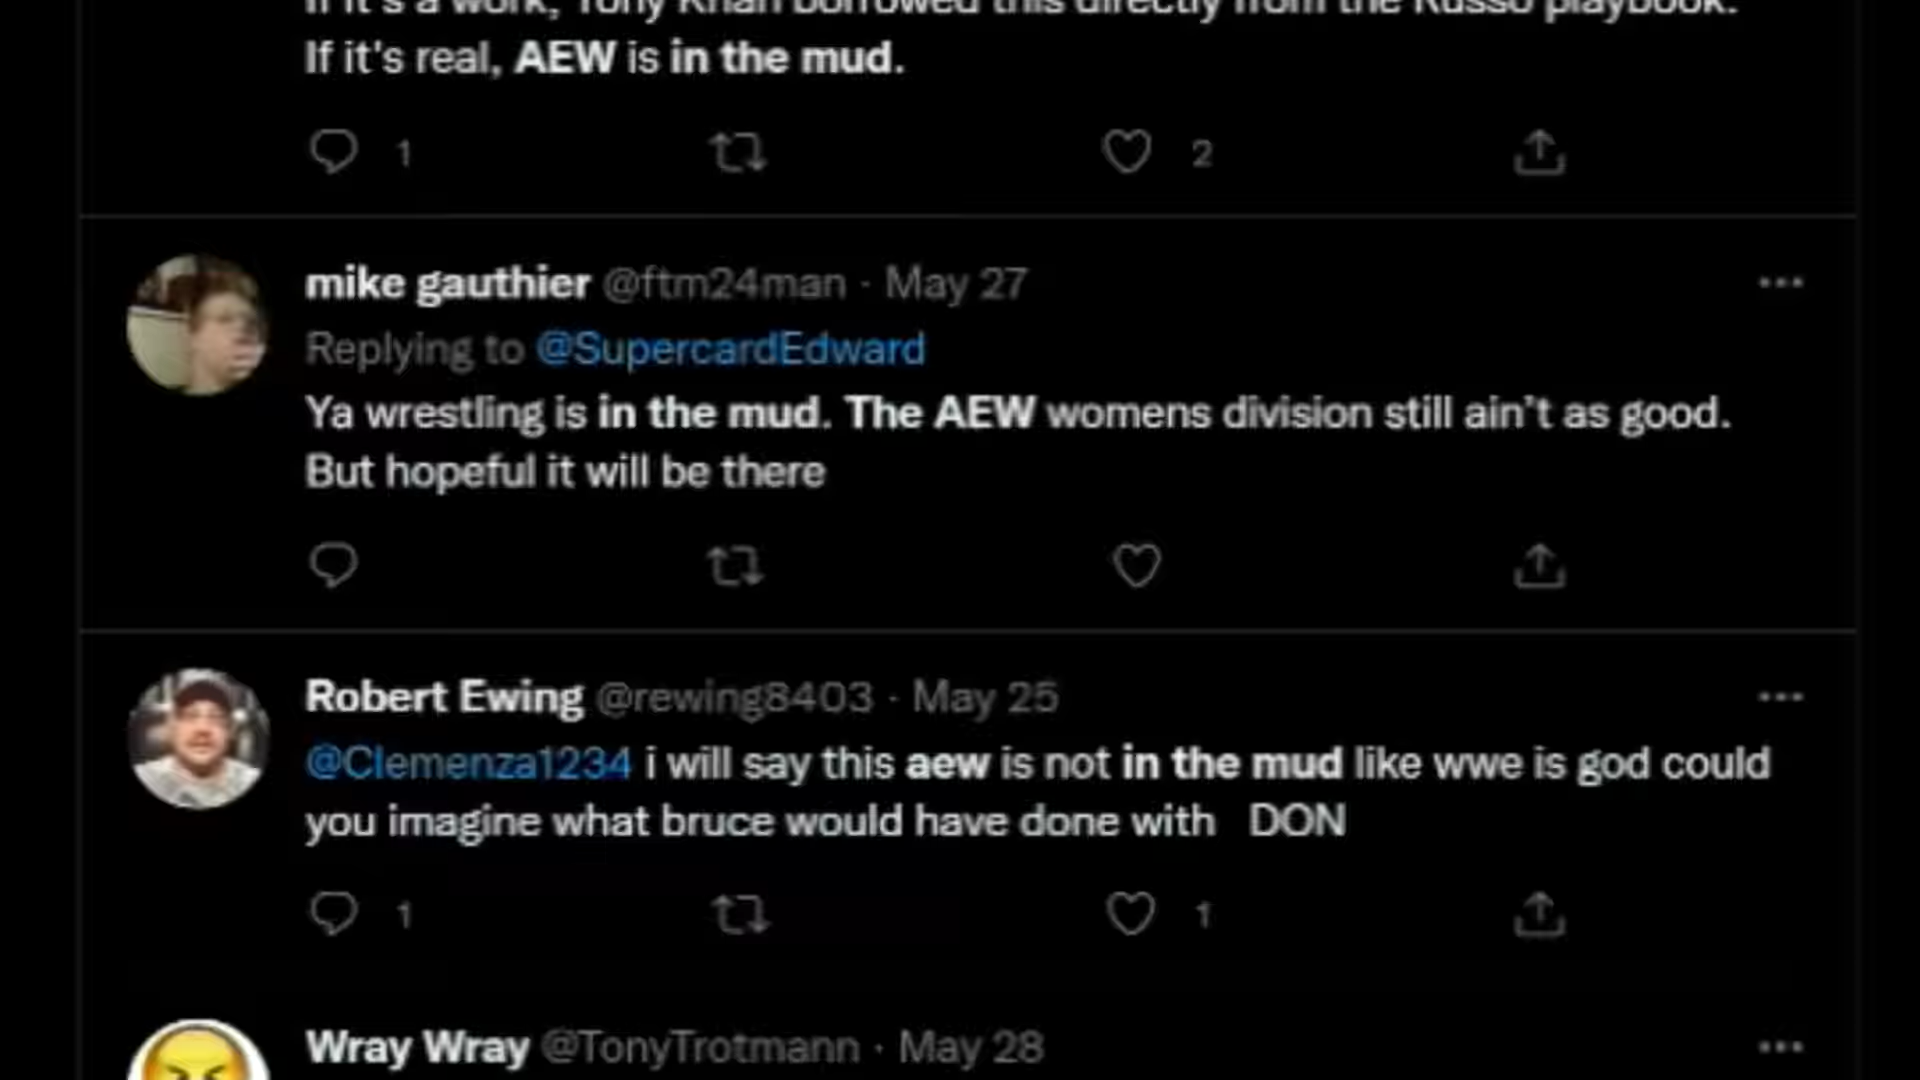 If it's a work, Tony Khan borrowed this directly from the Russo playbook.
If it's real, AEW is in the mud.
1 2
mike gauthier @ftm24man · May 27
Replying to @SupercardEdward
Ya wrestling is in the mud. The AEW womens division still ain't as good.
But hopeful it will be there
Robert Ewing @rewing8403 · May 25
@Clemenza1234 i will say this aew is not in the mud like wwe is god could
you imagine what bruce would have done with DON
1 1
Wray Wray @TonyTrotmann · May 28